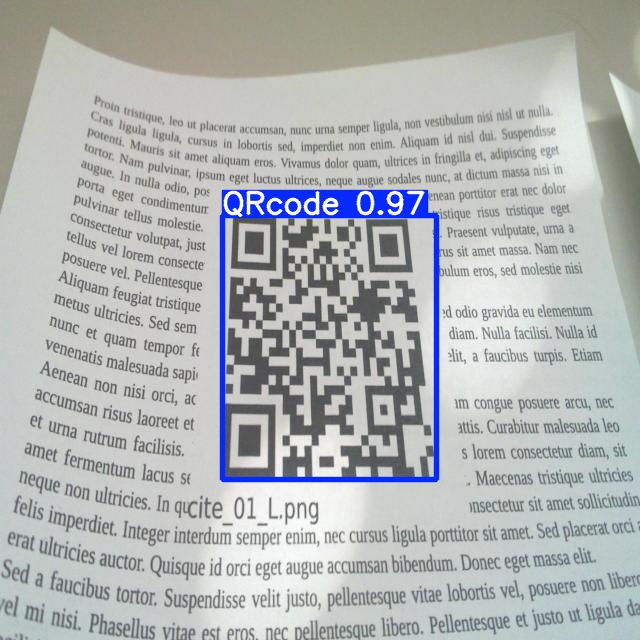 Proin tristique, leo ut placerat accumsan, nunc urna semper ligula, non vestibulum nisi nisl ut nulla.
Cras ligula ligula, cursus in lobortis sed, imperdiet non enim. Aliquam id nisl dui. Suspendisse
potenti. Mauris sit amet aliquam eros. Vivamus dolor quam, ultrices in fringilla et, adipiscing eget
tortor. Nam pulvinar, ipsum eget luctus ultrices, neque augue sodales nunc, at dictum massa nisi in
augue. In nulla odio, pos enean porttitor erat nec dolor
porta eget condimentum ristique risus tristique eget
QRcode 0.97
pulvinar tellus molestie. . Praesent vulputate, urna a
consectetur volutpat, just rus sit amet massa. Nam nec
tellus vel lorem consecte bulum eros, sed molestie nisi
posuere vel. Pellentesque
Aliquam feugiat tristique ed odio gravida eu elementum
metus ultricies. Sed sem diam. Nulla facilisi. Nulla id
nunc et quam tempor fe elit, a faucibus turpis. Etiam
venenatis malesuada sapi
Aenean non nisi orci, ac um congue posuere arcu, nec
accumsan risus laoreet et attis. Curabitur malesuada leo
et urna rutrum facilisis. s lorem consectetur diam, sit
amet fermentum lacus se . Maecenas tristique ultricies
neque non ultricies. In qu onsectetur sit amet sollicitudin
cite_01_L.png
felis imperdiet. Integer interdum semper enim, nec cursus ligula porttitor sit amet. Sed placerat orci a
erat ultricies auctor. Quisque id orci eget augue accumsan bibendum. Donec eget massa elit.
Sed a faucibus tortor. Suspendisse velit justo, pellentesque vitae lobortis vel, posuere non libero
vel mi nisi. Phasellus vitae est eros, nec pellentesque libero. Pellentesque et justo ut ligula da